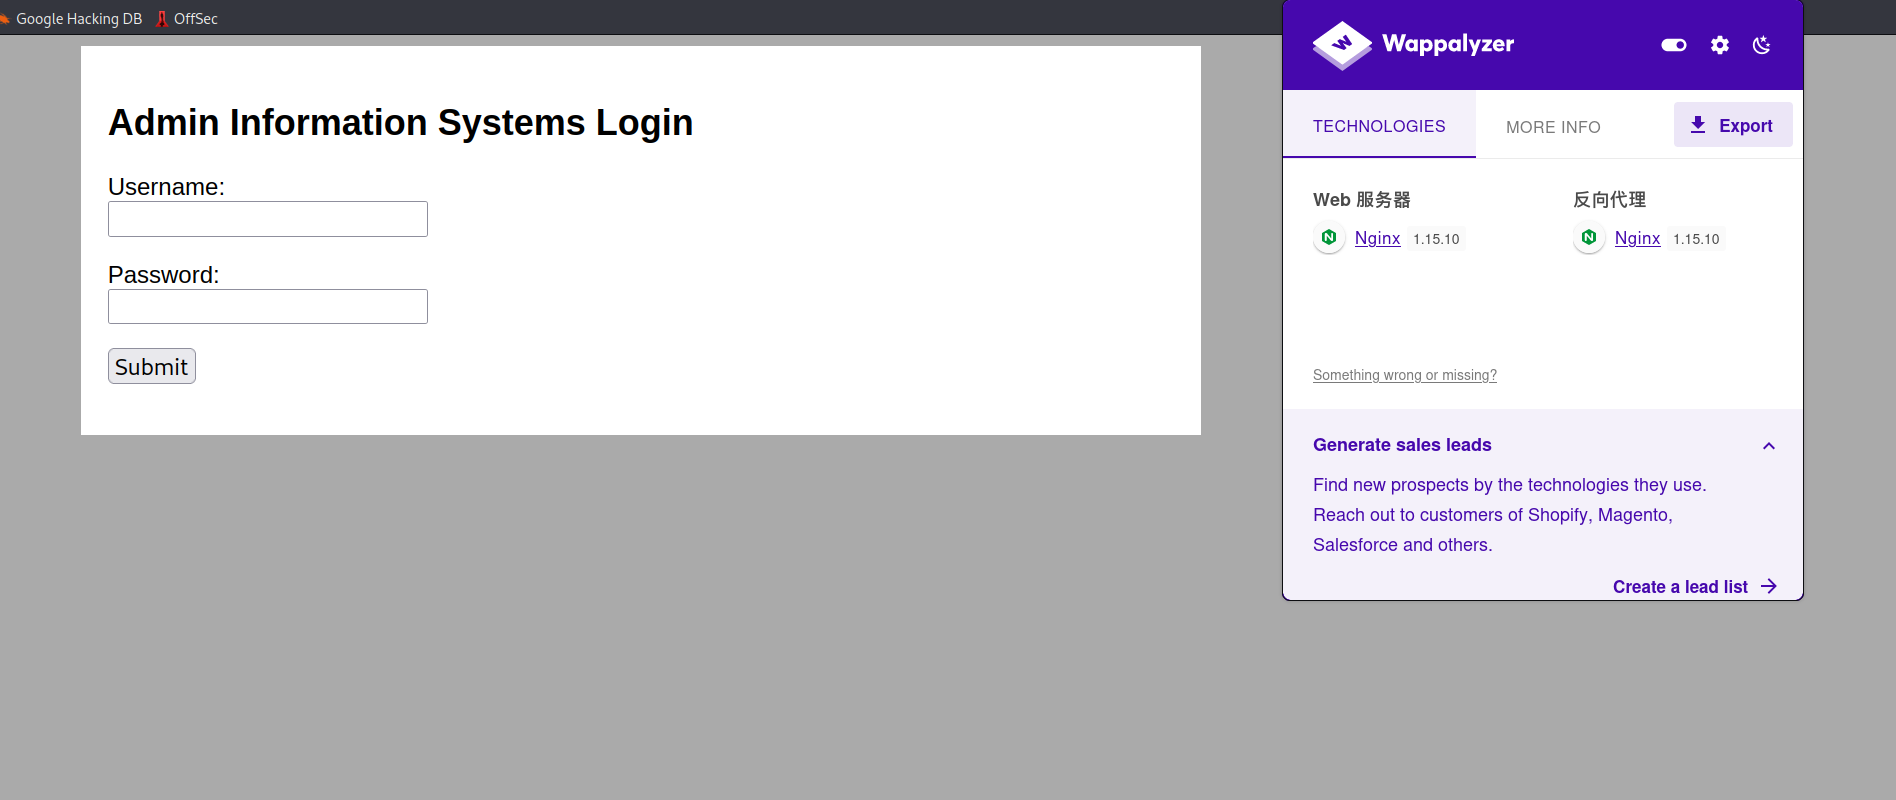 Google Hacking DB OffSec
Admin Information Systems Login
Username:
Password:
Submit
Wappalyzer
TECHNOLOGIES MORE INFO Export
Web 服务器 反向代理
Nginx 1.15.10 Nginx 1.15.10
Something wrong or missing?
Generate sales leads
Find new prospects by the technologies they use.
Reach out to customers of Shopify, Magento,
Salesforce and others.
Create a lead list